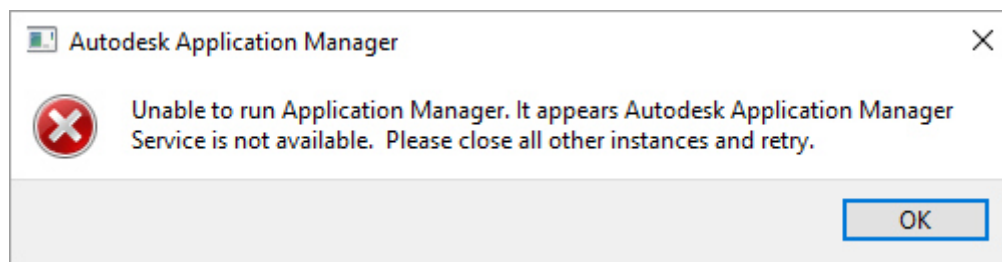 Autodesk Application Manager
Unable to run Application Manager. It appears Autodesk Application Manager
Service is not available.  Please close all other instances and retry.
OK